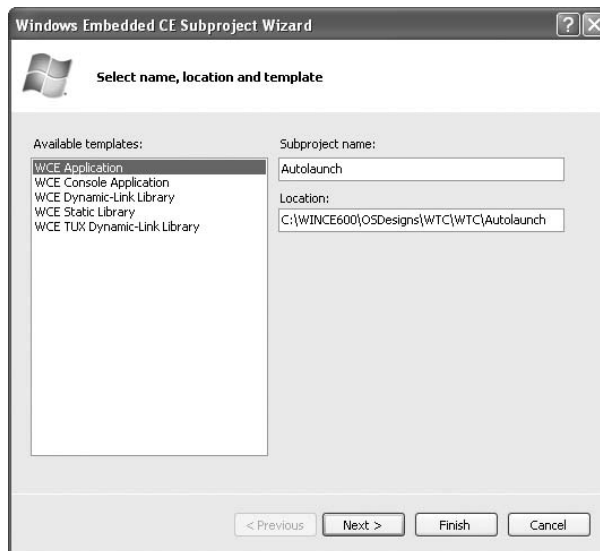 Windows Embedded CE Subproject Wizard
Select name, location and template
Available templates:
WCE Application
WCE Console Application
WCE Dynamic-Link Library
WCE Static Library
WCE TUX Dynamic-Link Library
Subproject name:
Autolaunch
Location:
C:\WINCE600\OSDesigns\WTC\WTC\Autolaunch
< Previous
Next >
Finish
Cancel